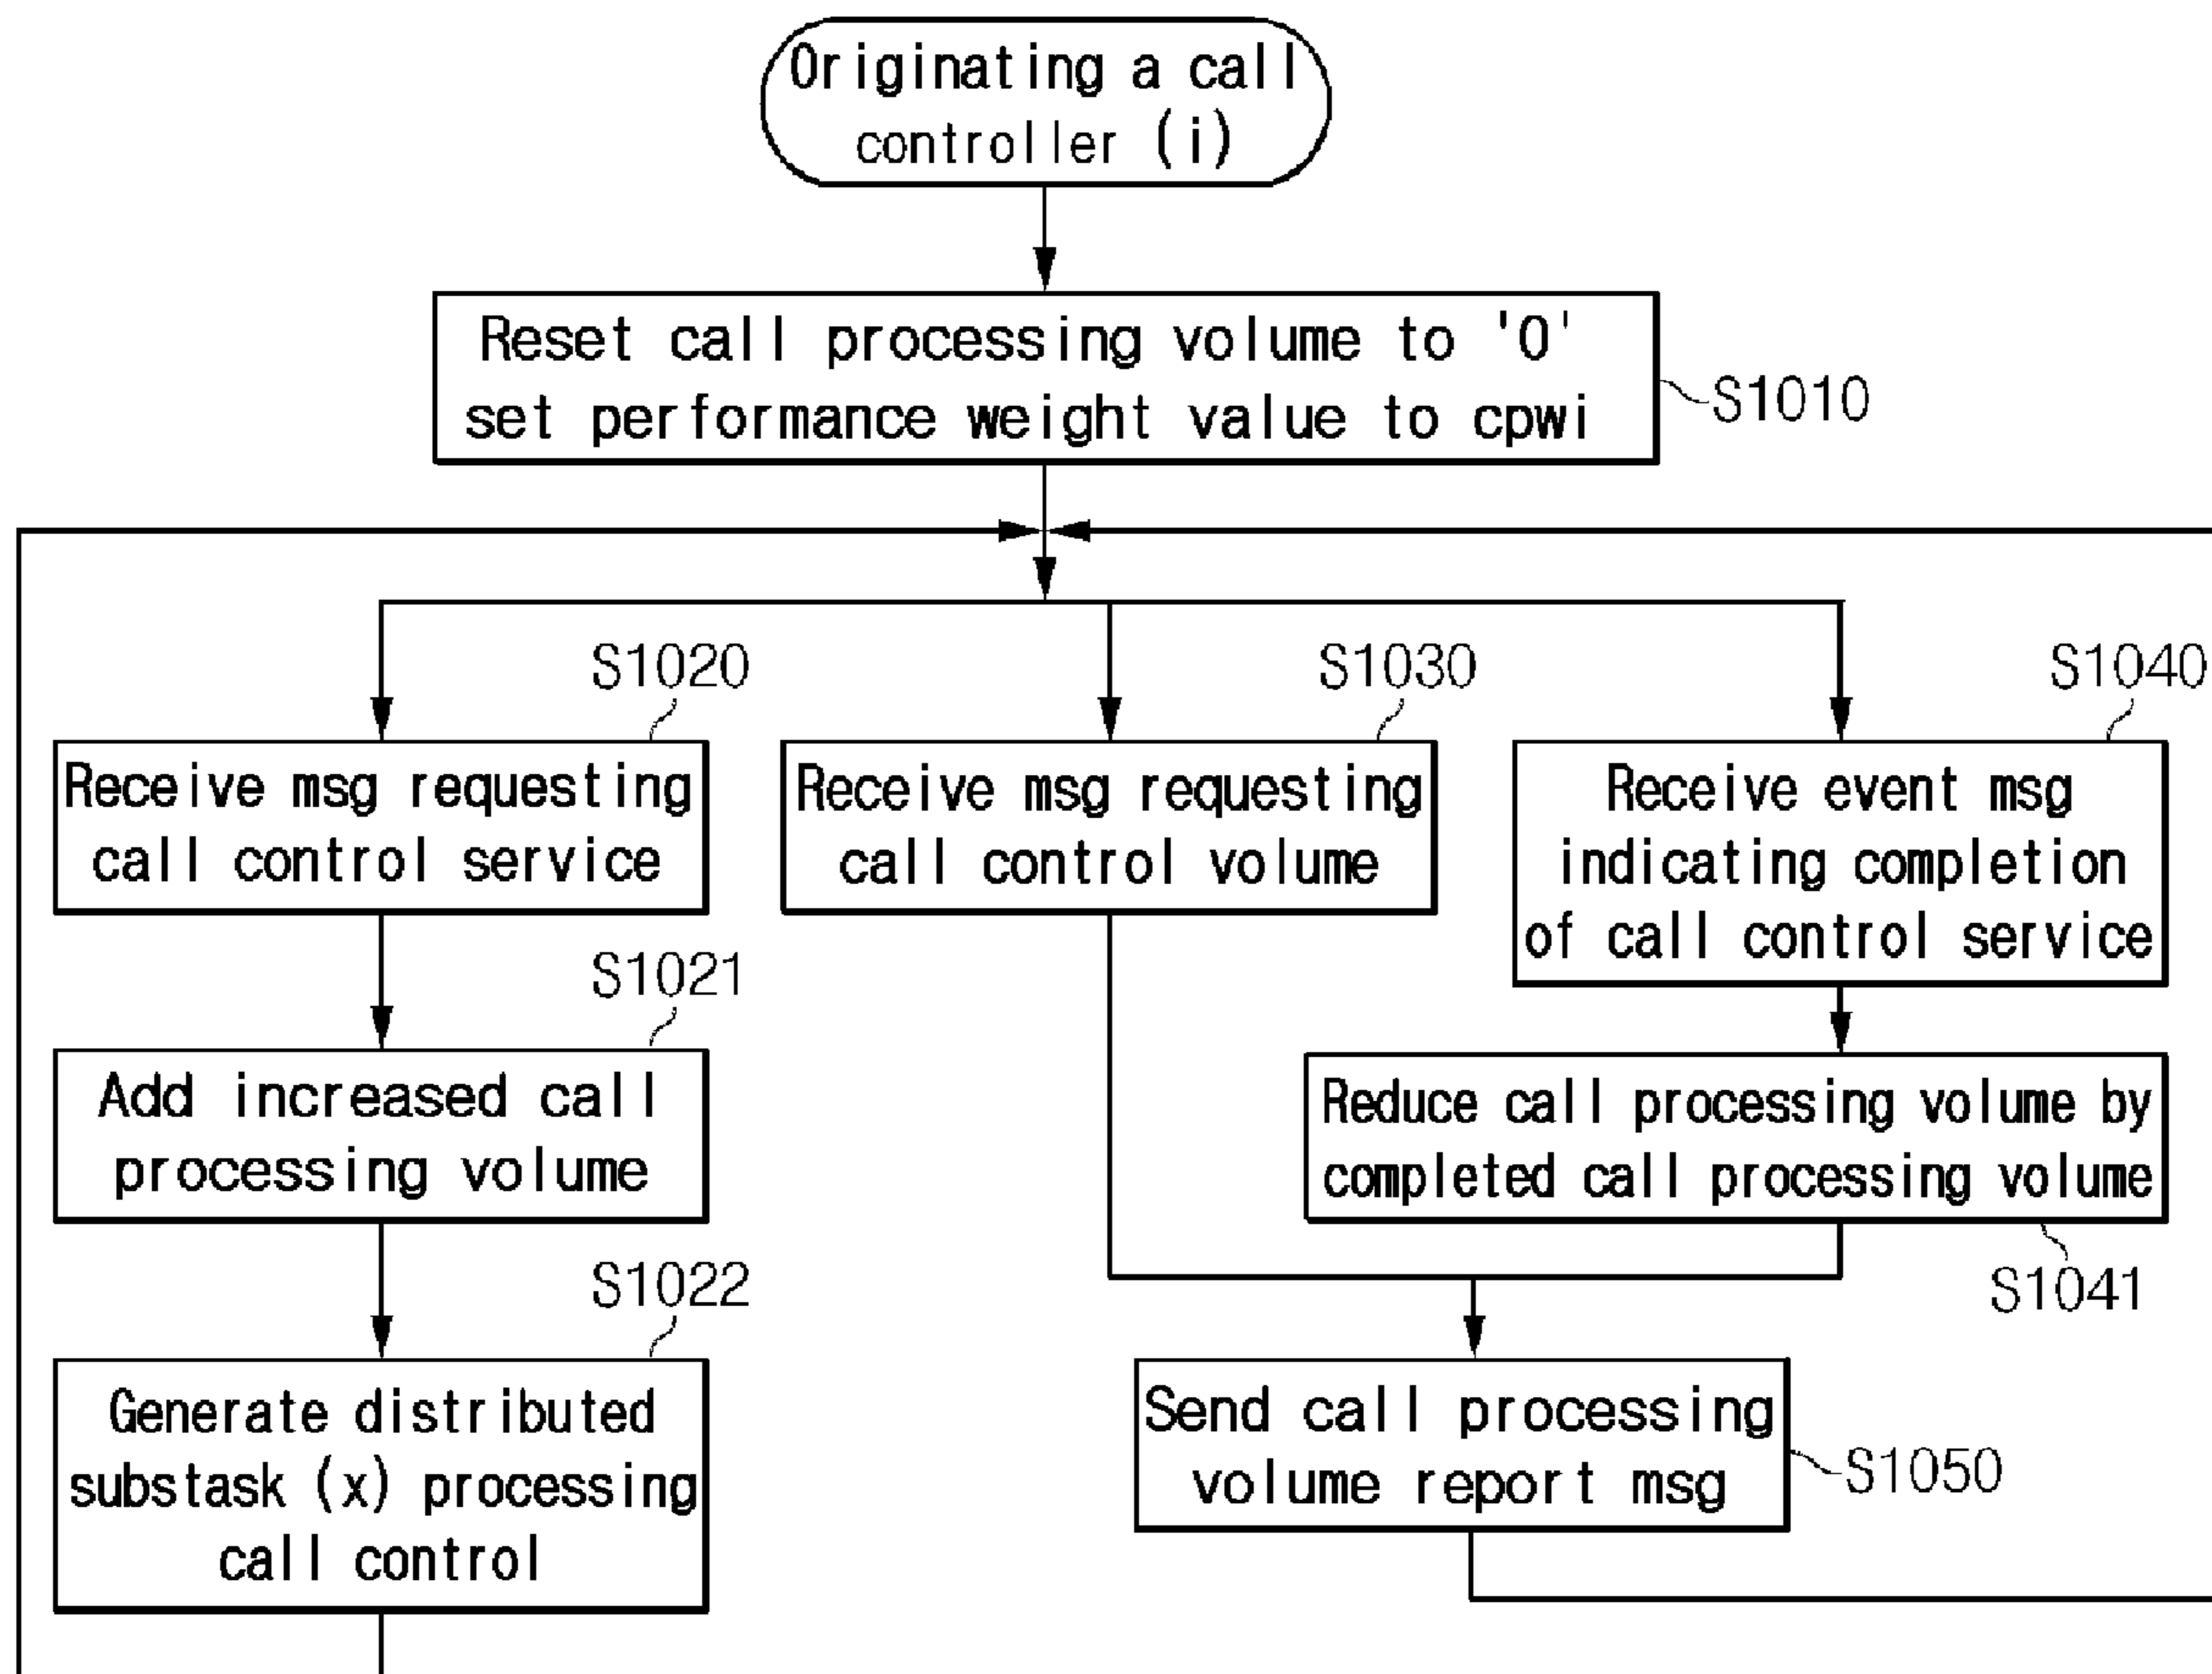 Originating a call
controller (i)
Reset call processing volume to '0'
set performance weight value to cpwi
S1010
S1020
Receive msg requesting
call control service
S1030
Receive msg requesting
call control volume
S1040
Receive event msg
indicating completion
of call control service
S1021
Add increased call
processing volume
Reduce call processing volume by
completed call processing volume
S1041
S1022
Generate distributed
substask (x) processing
call control
Send call processing
volume report msg
S1050